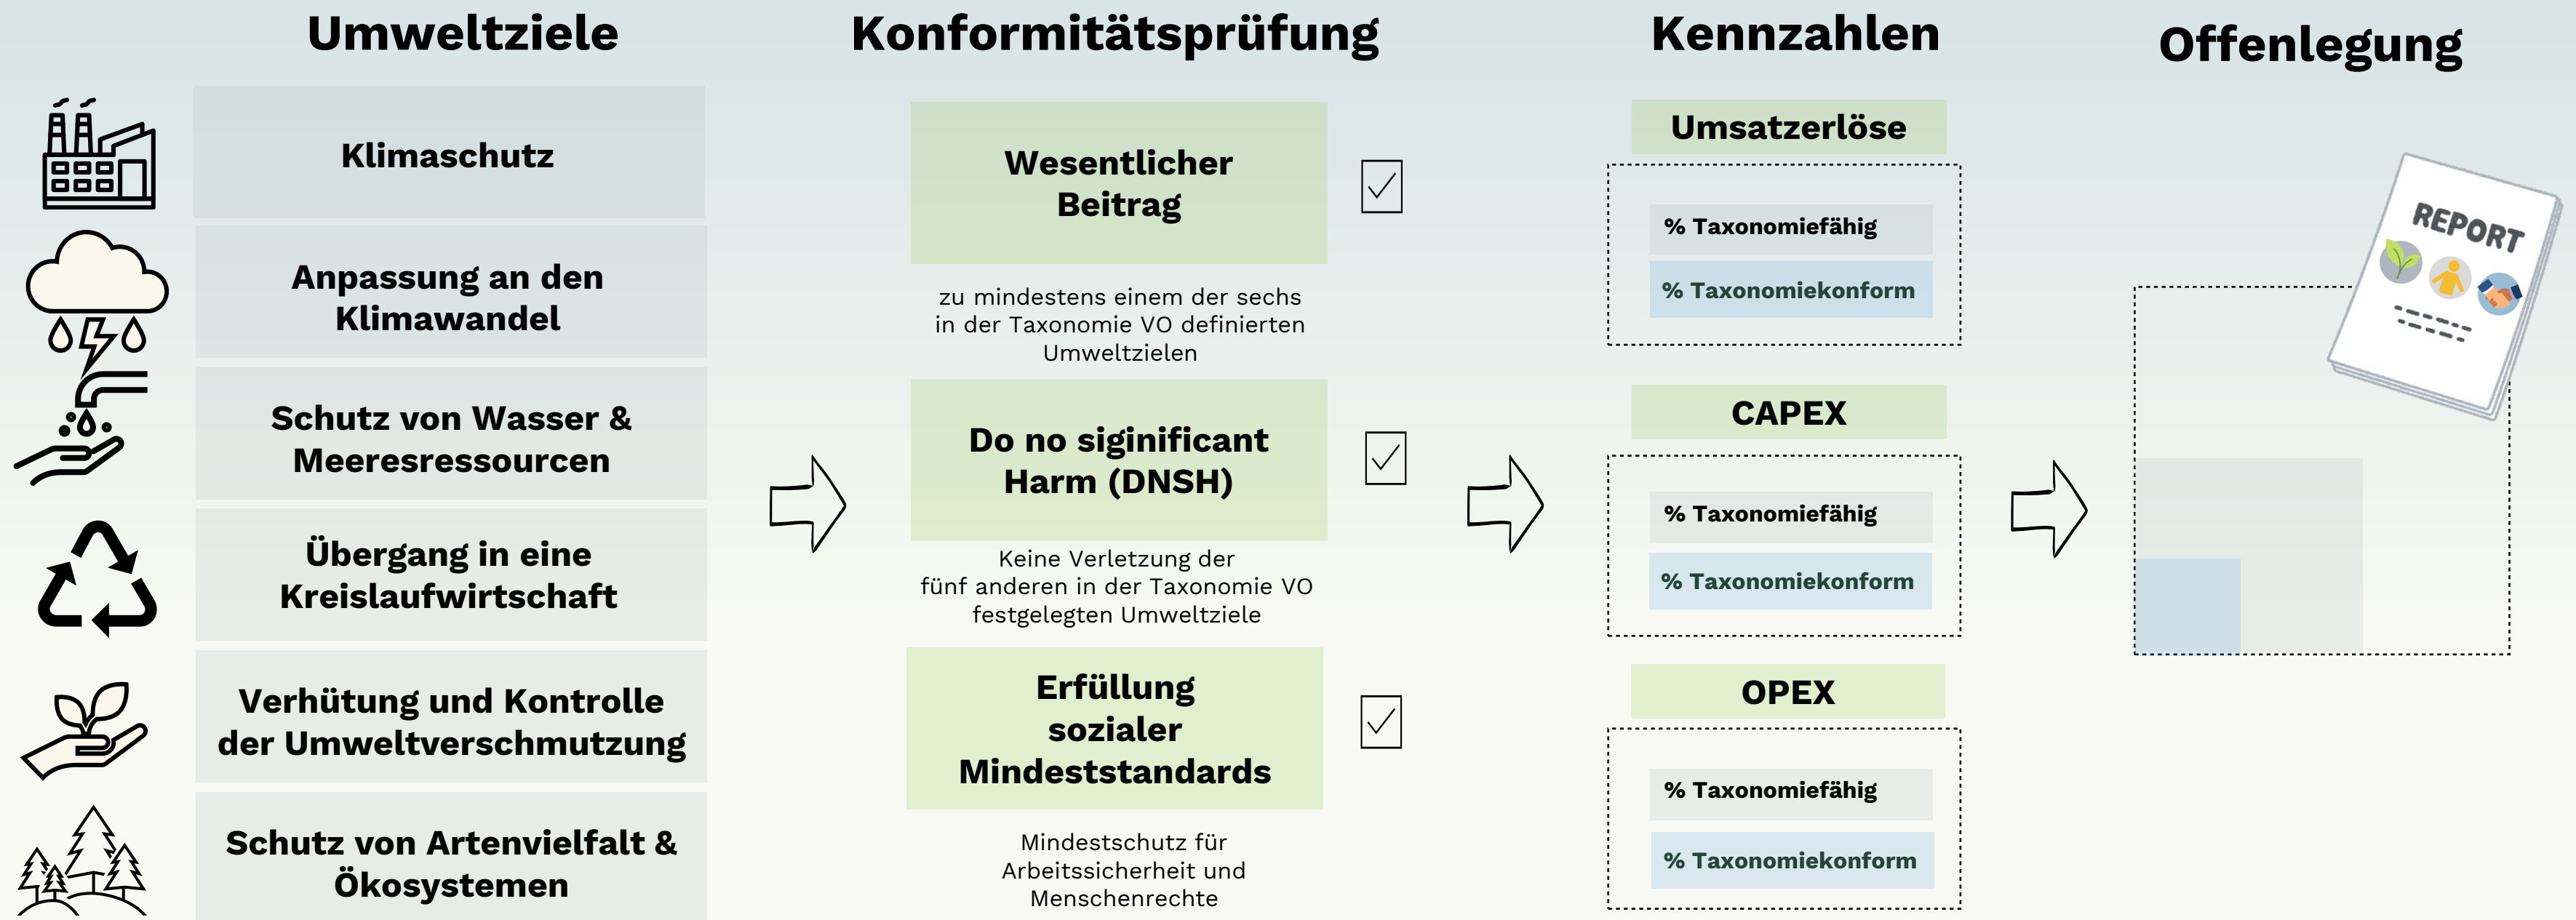 Umweltziele
Klimaschutz
Anpassung an den
Klimawandel
Schutz von Wasser &
Meeresressourcen
Übergang in eine
Kreislaufwirtschaft
Verhütung und Kontrolle
der Umweltverschmutzung
Schutz von Artenvielfalt &
Ökosystemen
Konformitätsprüfung
Wesentlicher
Beitrag
zu mindestens einem der sechs
in der Taxonomie VO definierten
Umweltzielen
Do no siginificant
Harm (DNSH)
Keine Verletzung der
fünf anderen in der Taxonomie VO
festgelegten Umweltziele
Erfüllung
sozialer
Mindeststandards
Mindestschutz für
Arbeitssicherheit und
Menschenrechte
Kennzahlen
Umsatzerlöse
% Taxonomiefähig
% Taxonomiekonform
CAPEX
% Taxonomiefähig
% Taxonomiekonform
OPEX
% Taxonomiefähig
% Taxonomiekonform
Offenlegung
REPORT